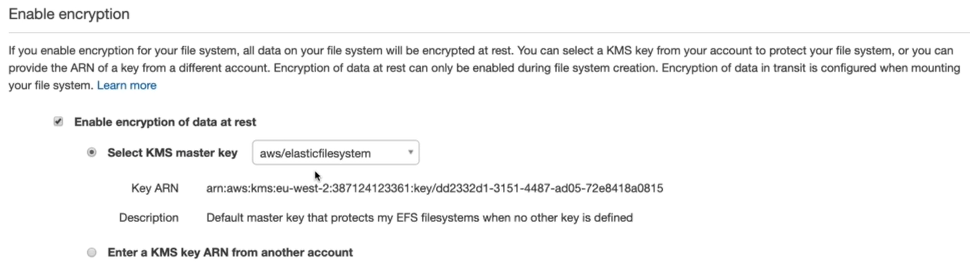 Enable encryption
If you enable encryption for your file system, all data on your file system will be encrypted at rest. You can select a KMS key from your account to protect your file system, or you can
provide the ARN of a key from a different account. Encryption of data at rest can only be enabled during file system creation. Encryption of data in transit is configured when mounting
your file system. Learn more
Enable encryption of data at rest
Select KMS master key aws/elasticfilesystem
Key ARN arn:aws:kms:eu-west-2:387124123361:key/dd2332d1-3151-4487-ad05-72e8418a0815
Description Default master key that protects my EFS filesystems when no other key is defined
Enter a KMS key ARN from another account